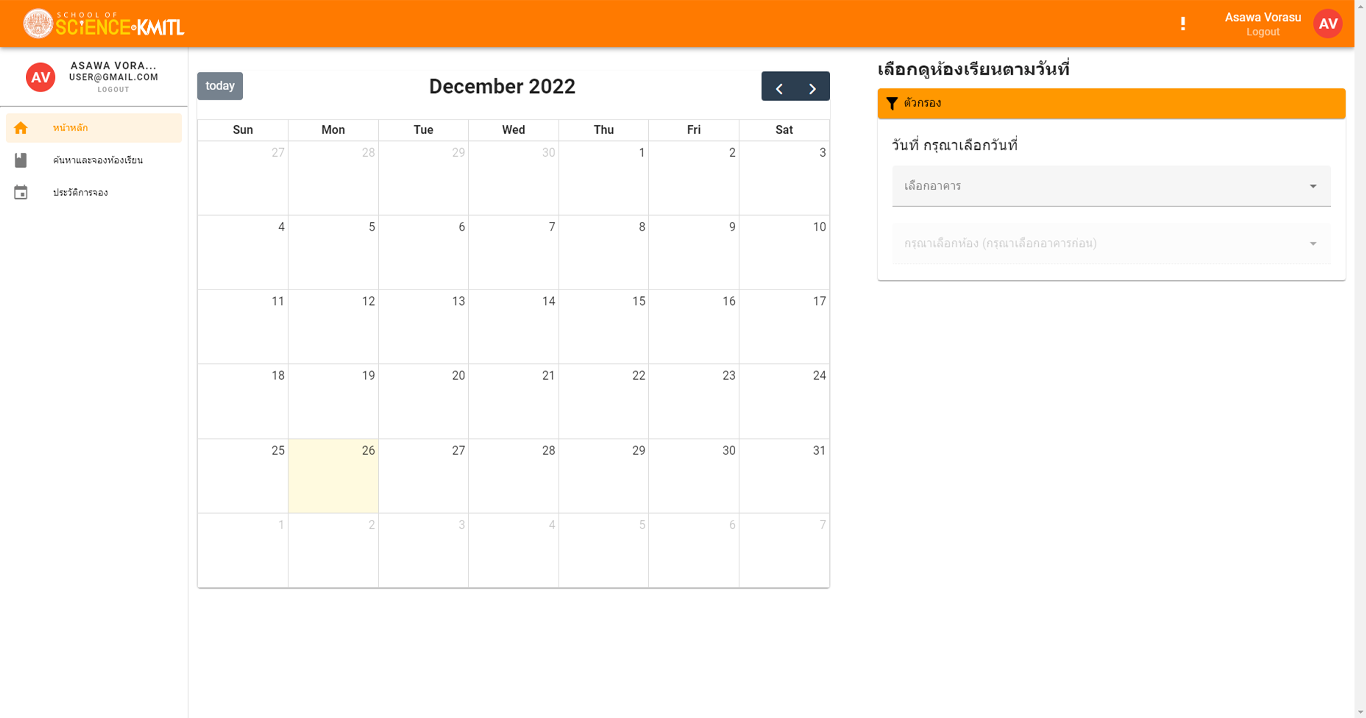 SCHOOL OF
SCIENCE KMITL
Asawa Vorasu
Logout
AV
AV
ASAWA VORA...
USER@GMAIL.COM
LOGOUT
หน้าหลัก
ค้นหาและจองห้องเรียน
ประวัติการจอง
today
December 2022
Sun Mon Tue Wed Thu Fri Sat
27 28 29 30 1 2 3
4 5 6 7 8 9 10
11 12 13 14 15 16 17
18 19 20 21 22 23 24
25 26 27 28 29 30 31
1 2 3 4 5 6 7
เลือกดูห้องเรียนตามวันที่
ตัวกรอง
วันที่ กรุณาเลือกวันที่
เลือกอาคาร
กรุณาเลือกห้อง (กรุณาเลือกอาคารก่อน)